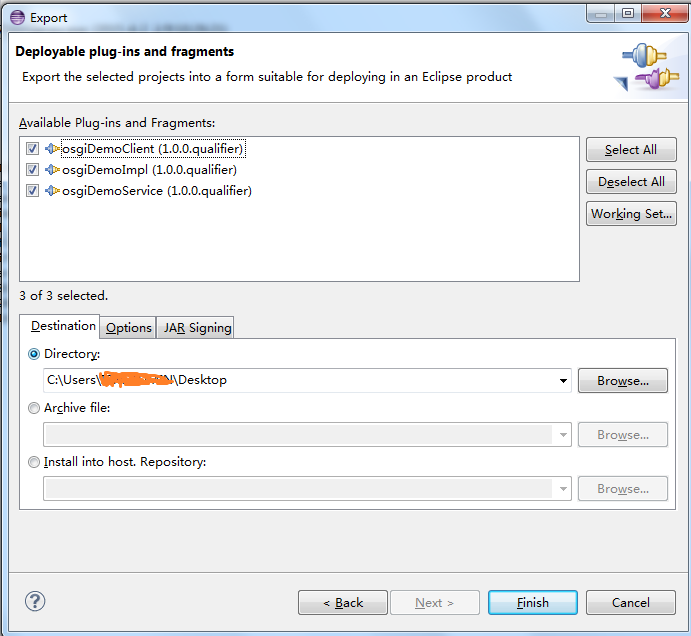 Export
Deployable plug-ins and fragments
Export the selected projects into a form suitable for deploying in an Eclipse product
Available Plug-ins and Fragments:
osgiDemoClient (1.0.0.qualifier)
osgiDemoImpl (1.0.0.qualifier)
osgiDemoService (1.0.0.qualifier)
Select All
Deselect All
Working Set...
3 of 3 selected.
Destination Options JAR Signing
Directory:
C:\Users\ \Desktop
Browse...
Archive file:
Browse...
Install into host. Repository:
Browse...
?
< Back Next > Finish Cancel